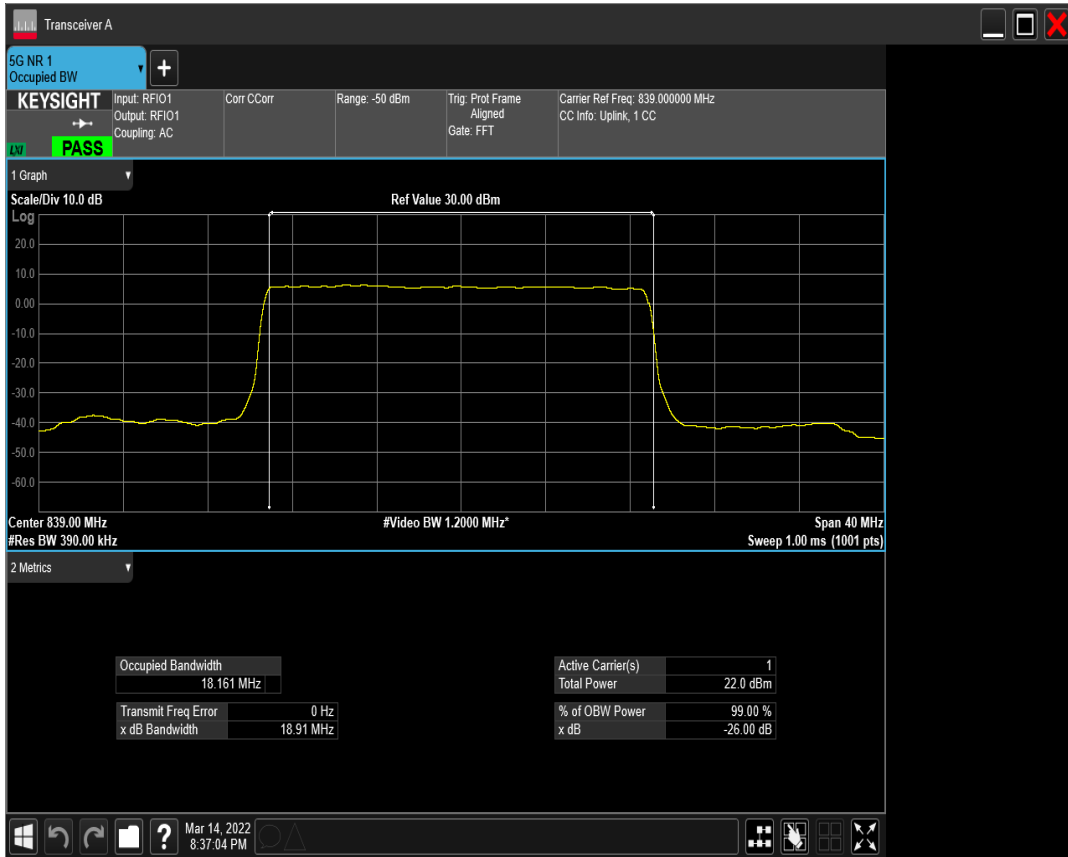 Transceiver A
5G NR 1
Occupied BW
KEYSIGHT
LXI
PASS
Input: RFIO1
Output: RFIO1
Coupling: AC
Corr CCorr
Range: -50 dBm
Trig: Prot Frame
Aligned
Gate: FFT
Carrier Ref Freq: 839.000000 MHz
CC Info: Uplink, 1 CC
1 Graph
Scale/Div 10.0 dB
Ref Value 30.00 dBm
Log
20.0
10.0
0.00
-10.0
-20.0
-30.0
-40.0
-50.0
-60.0
Center 839.00 MHz
#Video BW 1.2000 MHz*
Span 40 MHz
#Res BW 390.00 kHz
Sweep 1.00 ms (1001 pts)
2 Metrics
Occupied Bandwidth
18.161 MHz
Transmit Freq Error 0 Hz
x dB Bandwidth 18.91 MHz
Active Carrier(s) 1
Total Power 22.0 dBm
% of OBW Power 99.00 %
x dB -26.00 dB
?
Mar 14, 2022
8:37:04 PM